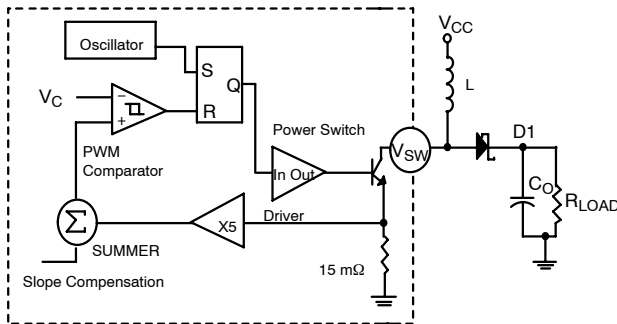 Oscillator
V_CC
S
Q
R
L
V_C
−
+
Power Switch
D1
V_SW
PWM
Comparator
In Out
C_O
R_LOAD
Driver
Σ
X5
SUMMER
15 mΩ
Slope Compensation